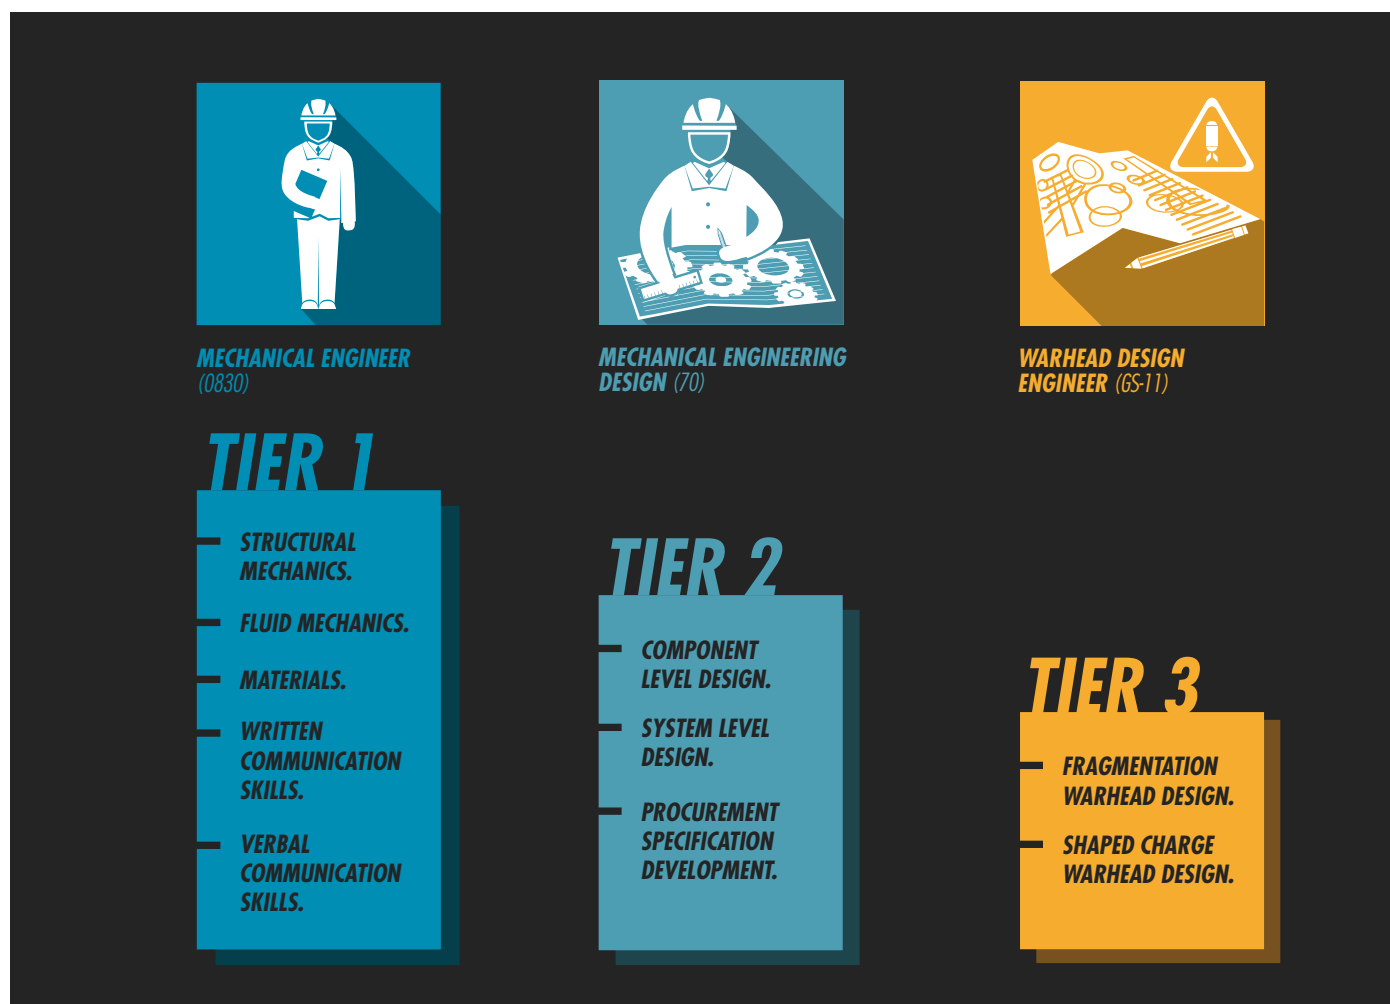 MECHANICAL ENGINEER
(0830)
TIER 1
STRUCTURAL
MECHANICS.
FLUID MECHANICS.
MATERIALS.
WRITTEN
COMMUNICATION
SKILLS.
VERBAL
COMMUNICATION
SKILLS.
MECHANICAL ENGINEERING
DESIGN (70)
TIER 2
COMPONENT
LEVEL DESIGN.
SYSTEM LEVEL
DESIGN.
PROCUREMENT
SPECIFICATION
DEVELOPMENT.
WARHEAD DESIGN
ENGINEER (GS-11)
TIER 3
FRAGMENTATION
WARHEAD DESIGN.
SHAPED CHARGE
WARHEAD DESIGN.